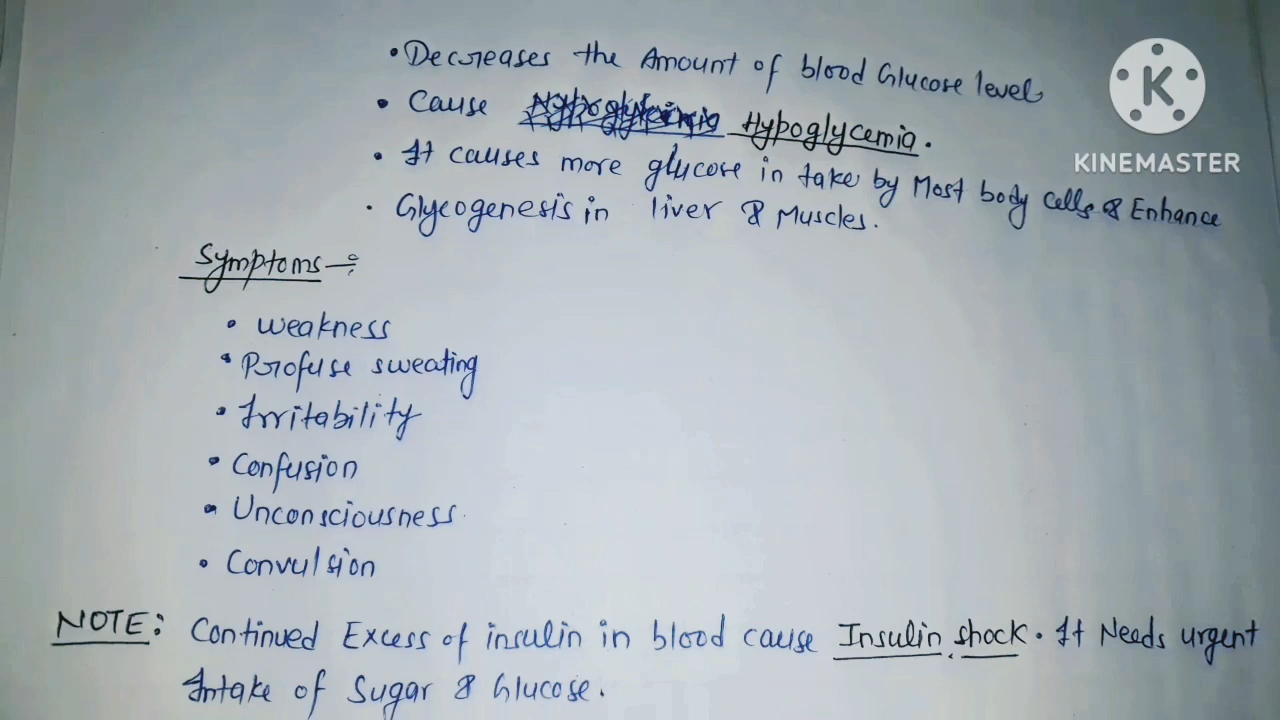 • Decreases the Amount of blood Glucose level
K
• Cause Hypoglycemia.
KINEMASTER
• It causes more glucose in take by Most body cells & Enhance
• Glycogenesis in liver & Muscles.
Symptoms -:
• Weakness
• Profuse sweating
• Irritability
• Confusion
• Unconsciousness.
• Convulsion
NOTE: Continued Excess of insulin in blood cause Insulin shock. It Needs urgent
Intake of Sugar & Glucose.